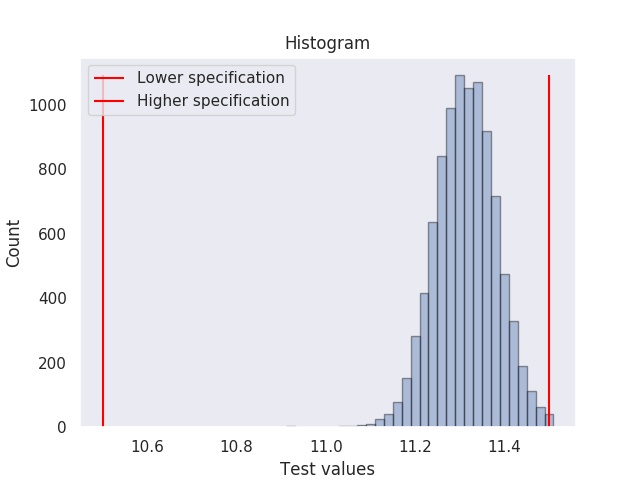 Histogram
Lower specification
Higher specification
1000
800
600
400
200
0
Count
10.6 10.8 11.0 11.2 11.4
Test values